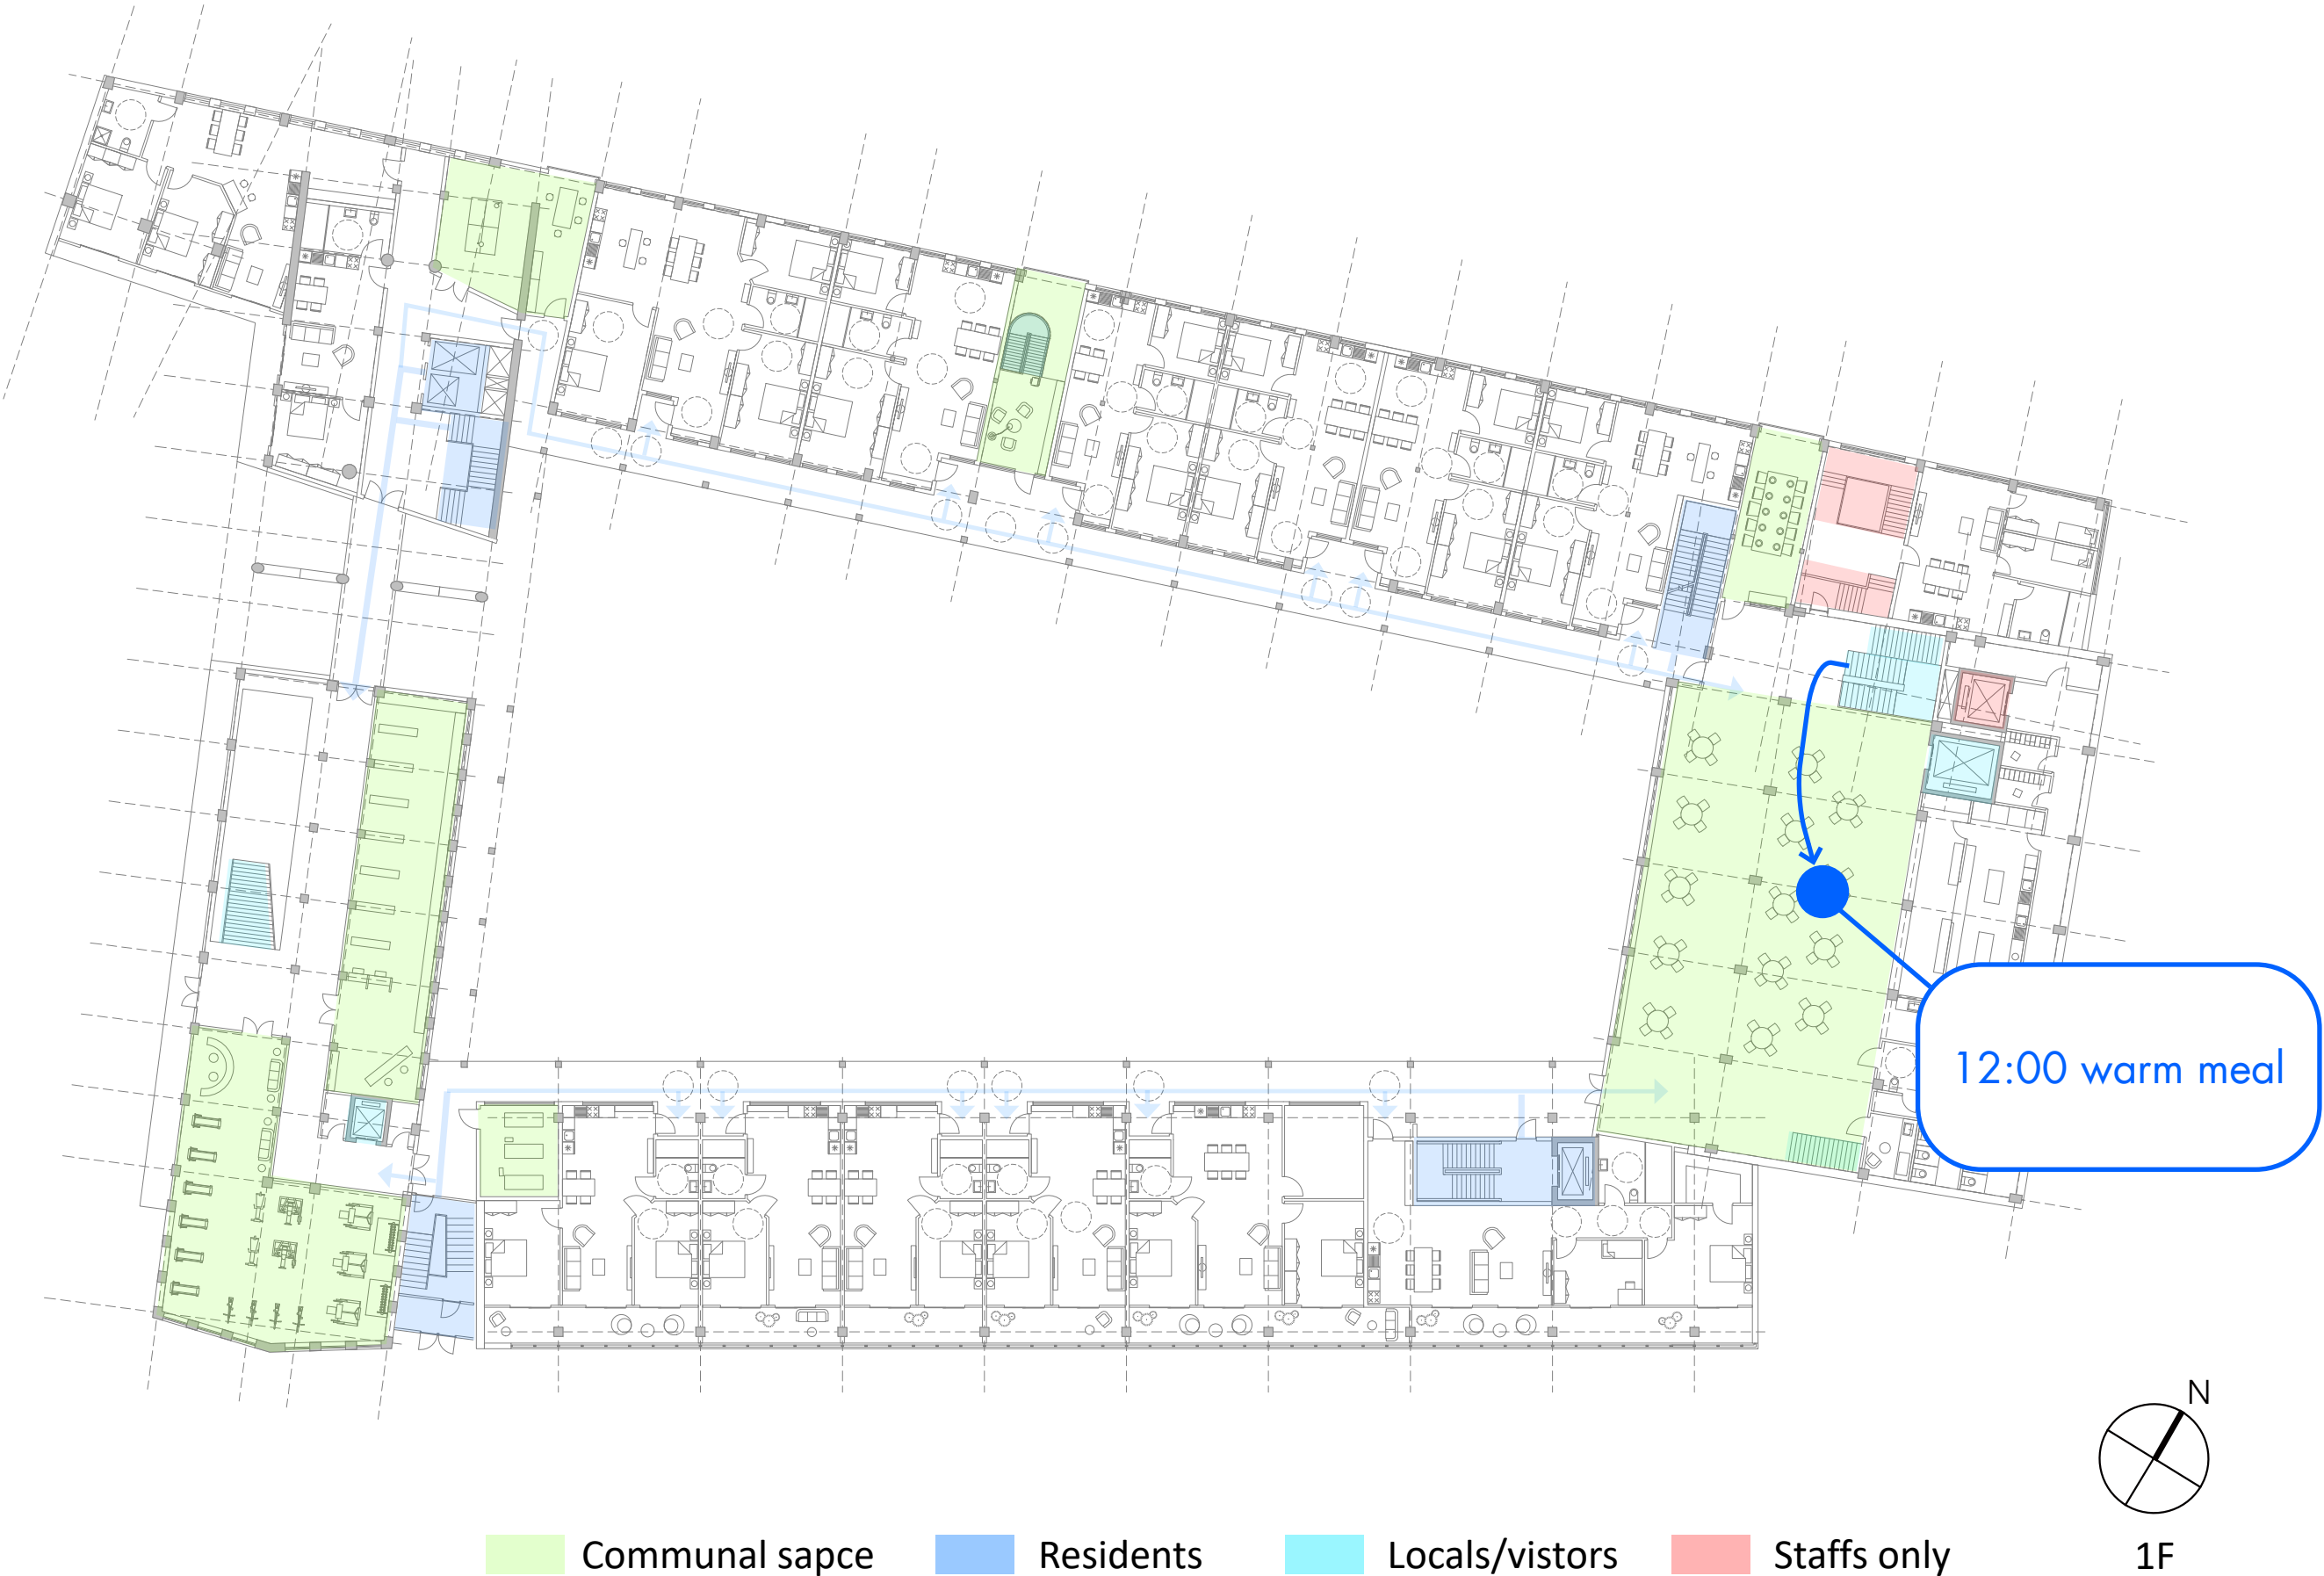 12:00 warm meal
N
Communal sapce
Residents
Locals/vistors
Staffs only
1F